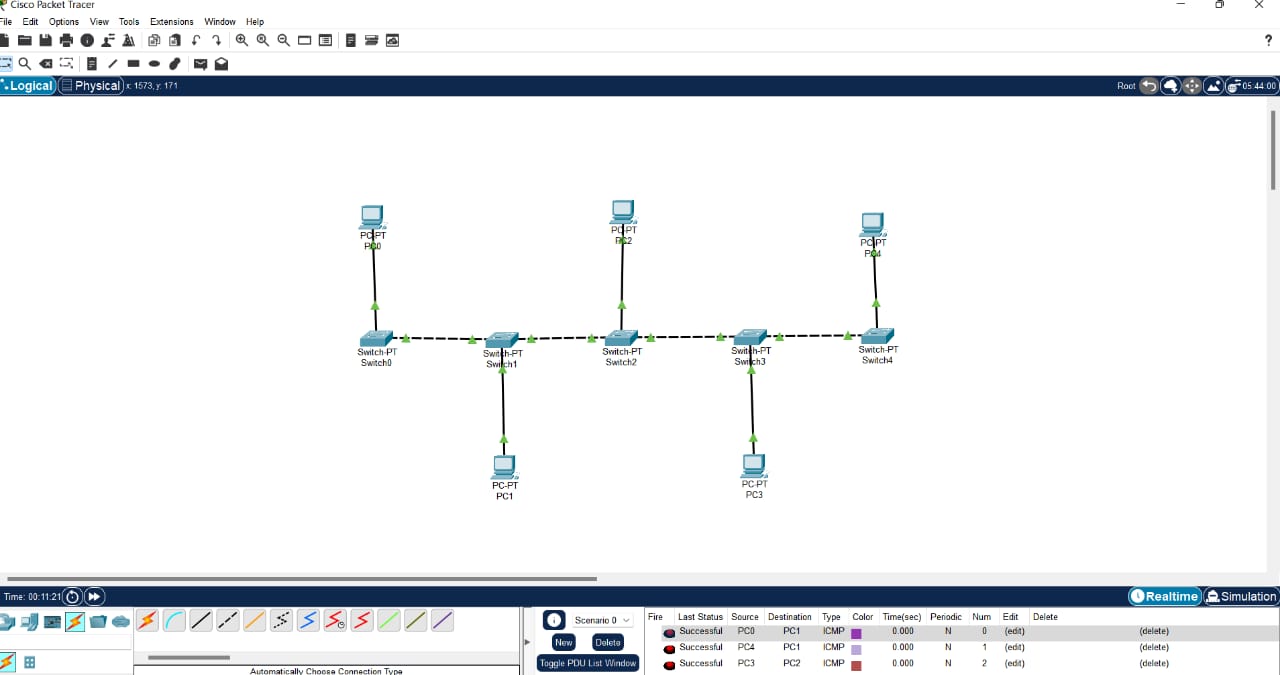 Cisco Packet Tracer
File Edit Options View Tools Extensions Window Help
?
Logical Physical x: 1573, y: 171 Root 05:44:00
PC-PT
PC0
PC-PT
PC2
PC-PT
PC4
Switch-PT
Switch0
Switch-PT
Switch1
Switch-PT
Switch2
Switch-PT
Switch3
Switch-PT
Switch4
PC-PT
PC1
PC-PT
PC3
Time: 00:11:21 Realtime Simulation
Scenario 0
New Delete
Toggle PDU List Window
Fire Last Status Source Destination Type Color Time(sec) Periodic Num Edit Delete
Successful PC0 PC1 ICMP 0.000 N 0 (edit) (delete)
Successful PC4 PC1 ICMP 0.000 N 1 (edit) (delete)
Successful PC3 PC2 ICMP 0.000 N 2 (edit) (delete)
Automatically Choose Connection Type